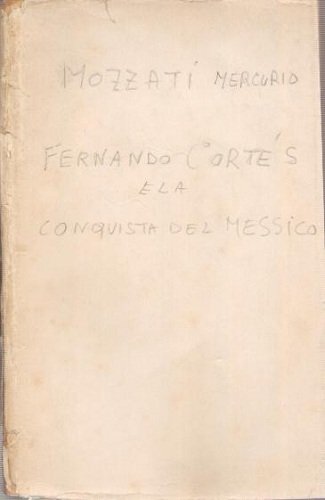 MOZZATI MERCURIO
FERNANDO CORTÉS
E LA
CONQUISTA DEL MESSICO